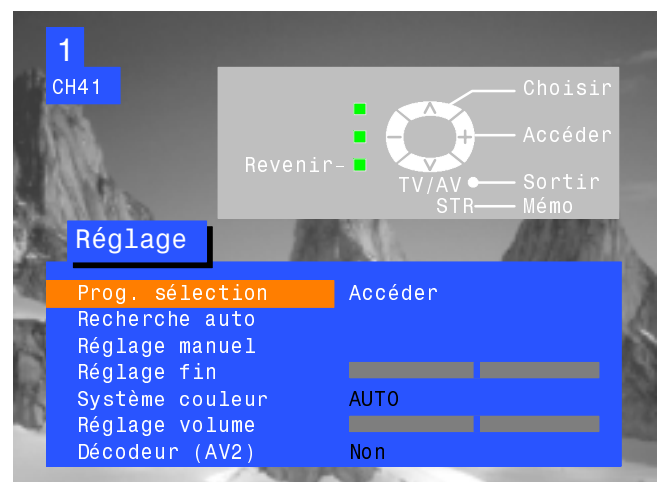 1
CH41
Choisir
Accéder
Revenir
TV/AV Sortir
STR Mémo
Réglage
Prog. sélection Accéder
Recherche auto
Réglage manuel
Réglage fin
Système couleur AUTO
Réglage volume
Décodeur (AV2) Non